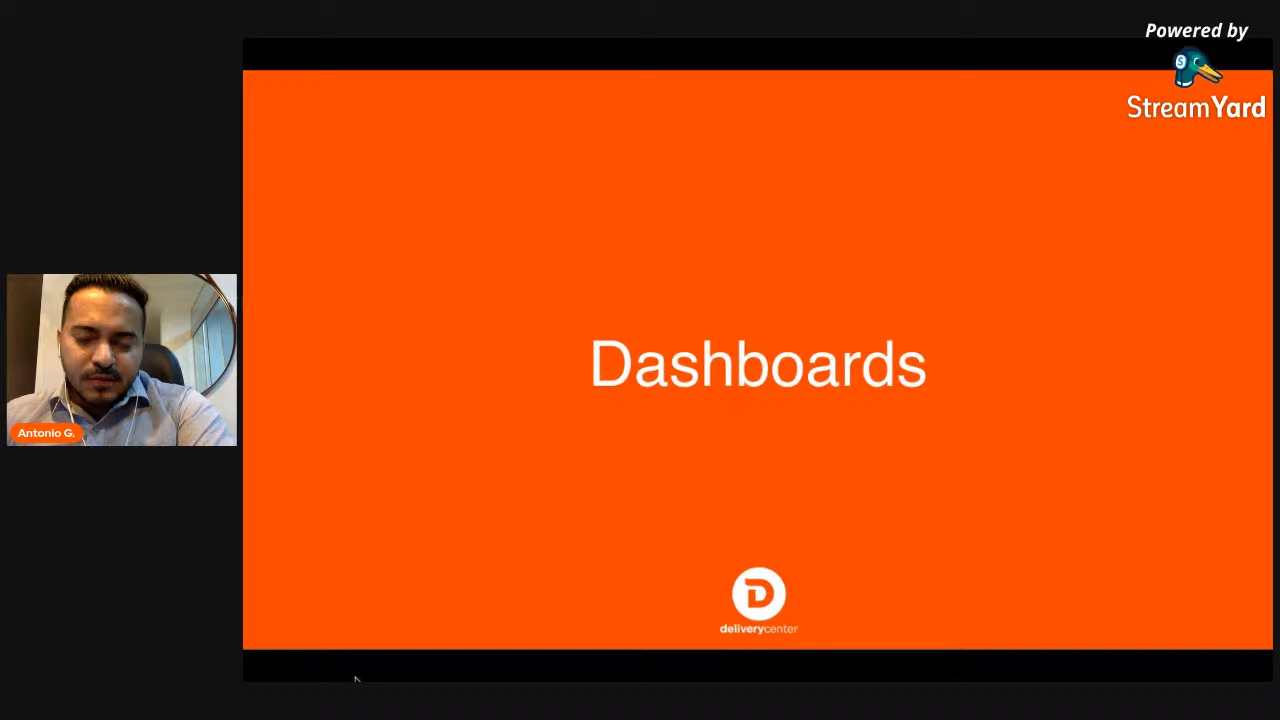 Powered by
StreamYard
Dashboards
Antonio G.
deliverycenter